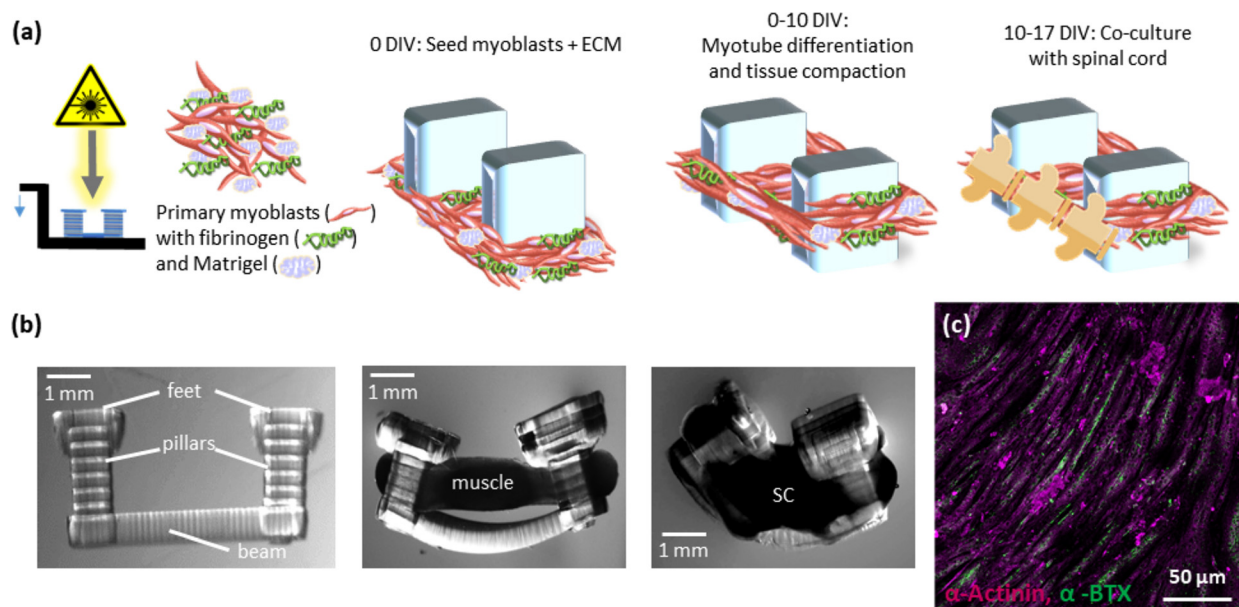 (a)
0 DIV: Seed myoblasts + ECM
0-10 DIV:
Myotube differentiation
and tissue compaction
10-17 DIV: Co-culture
with spinal cord
Primary myoblasts ( )
with fibrinogen ( )
and Matrigel ( )
(b)
1 mm
feet
pillars
beam
1 mm
muscle
SC
1 mm
(c)
α-Actinin, α -BTX
50 μm